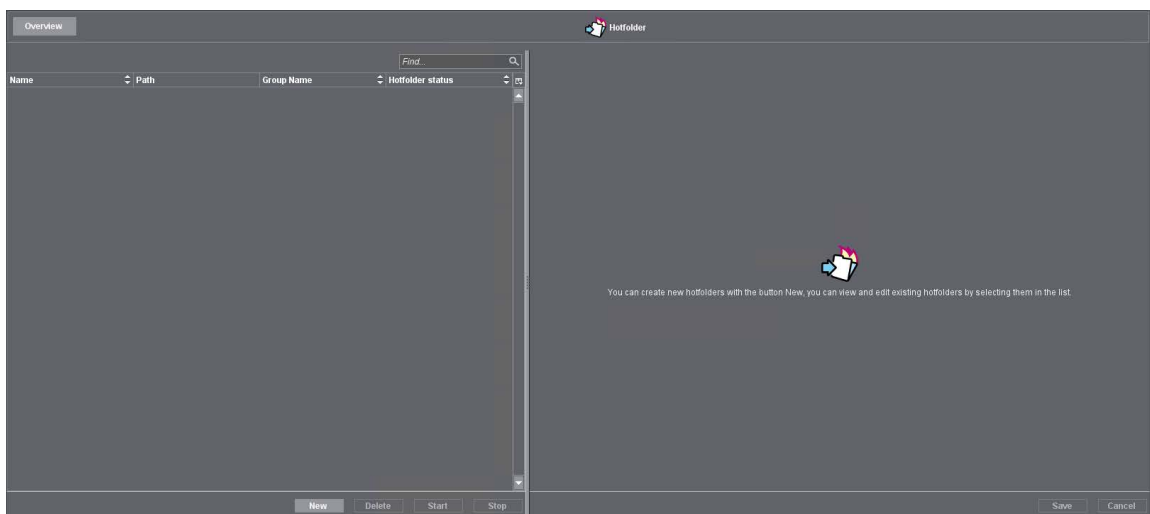 Overview
Hotfolder
Find...
Name Path Group Name Hotfolder status
You can create new hotfolders with the button New, you can view and edit existing hotfolders by selecting them in the list.
New Delete Start Stop
Save Cancel